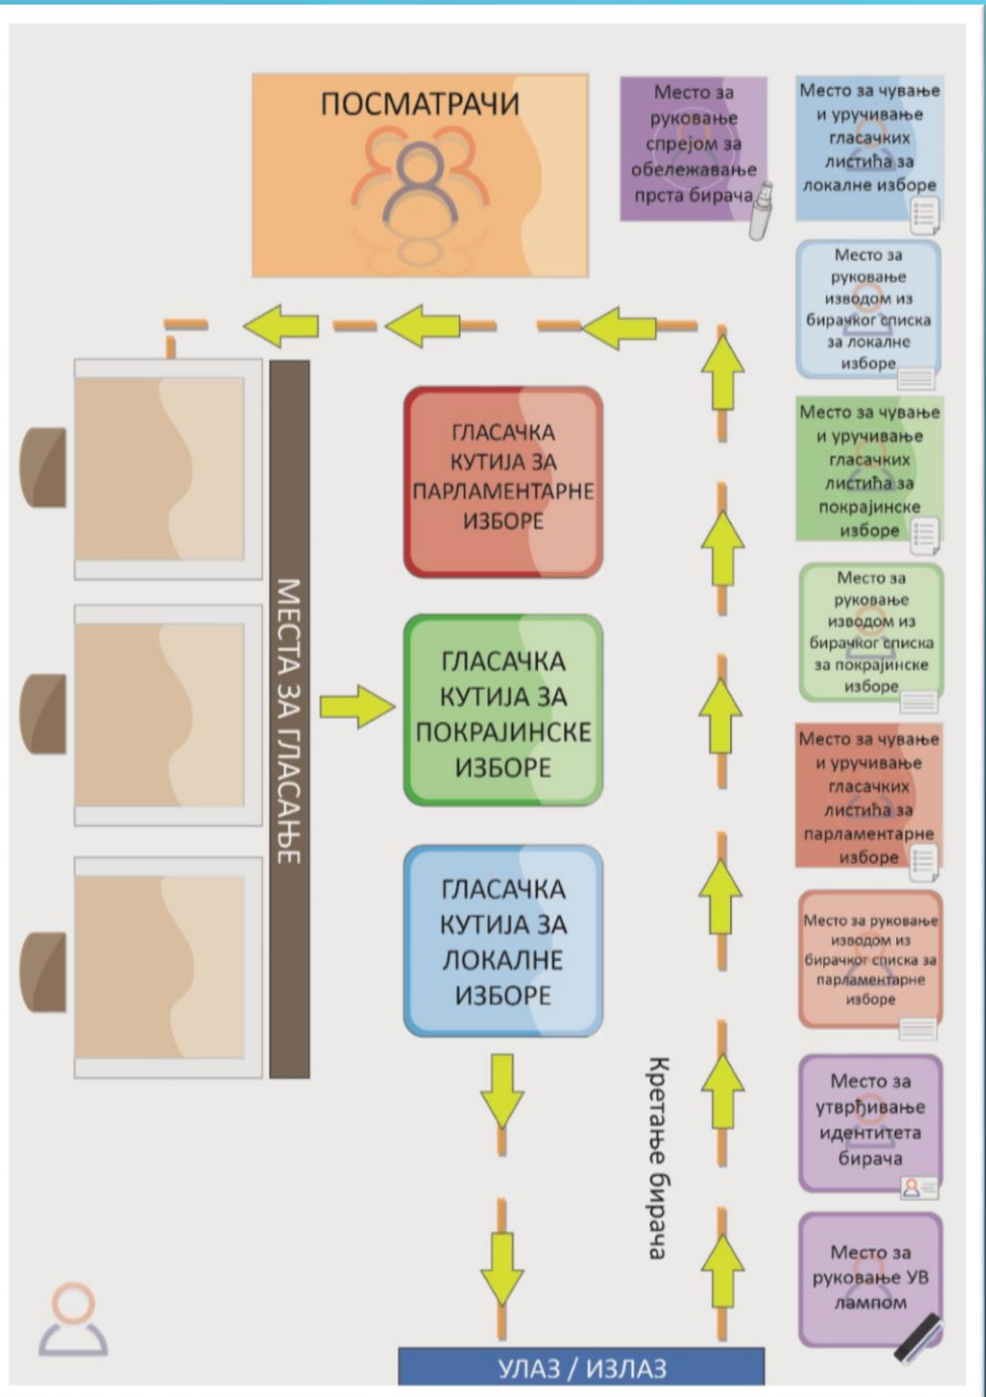 ПОСМАТРАЧИ
Место за
руковање
спрејом за
обележавање
прста бирача
Место за чување
и уручивање
гласачких
листића за
локалне изборе
Место за
руковање
изводом из
бирачког списка
за локалне
изборе
ГЛАСАЧКА
КУТИЈА ЗА
ПАРЛАМЕНТАРНЕ
ИЗБОРЕ
Место за чување
и уручивање
гласачких
листића за
покрајинске
изборе
МЕСТА ЗА ГЛАСАЊЕ
ГЛАСАЧКА
КУТИЈА ЗА
ПОКРАЈИНСКЕ
ИЗБОРЕ
Место за
руковање
изводом из
бирачког списка
за покрајинске
изборе
Место за чување
и уручивање
гласачких
листића за
парламентарне
изборе
ГЛАСАЧКА
КУТИЈА ЗА
ЛОКАЛНЕ
ИЗБОРЕ
Место за руковање
изводом из
бирачког списка за
парламентарне
изборе
Кретање бирача
Место за
утврђивање
идентитета
бирача
Место за
руковање УВ
лампом
УЛАЗ / ИЗЛАЗ